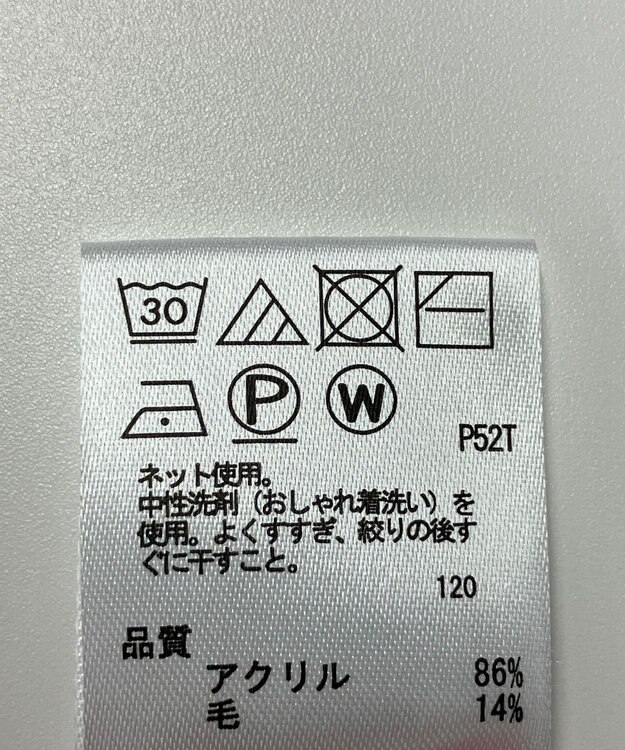 30
P W
P52T
ネット使用。
中性洗剤(おしゃれ着洗い)を
使用。よくすすぎ、絞りの後す
ぐに干すこと。
120
品質
アクリル 86%
毛 14%